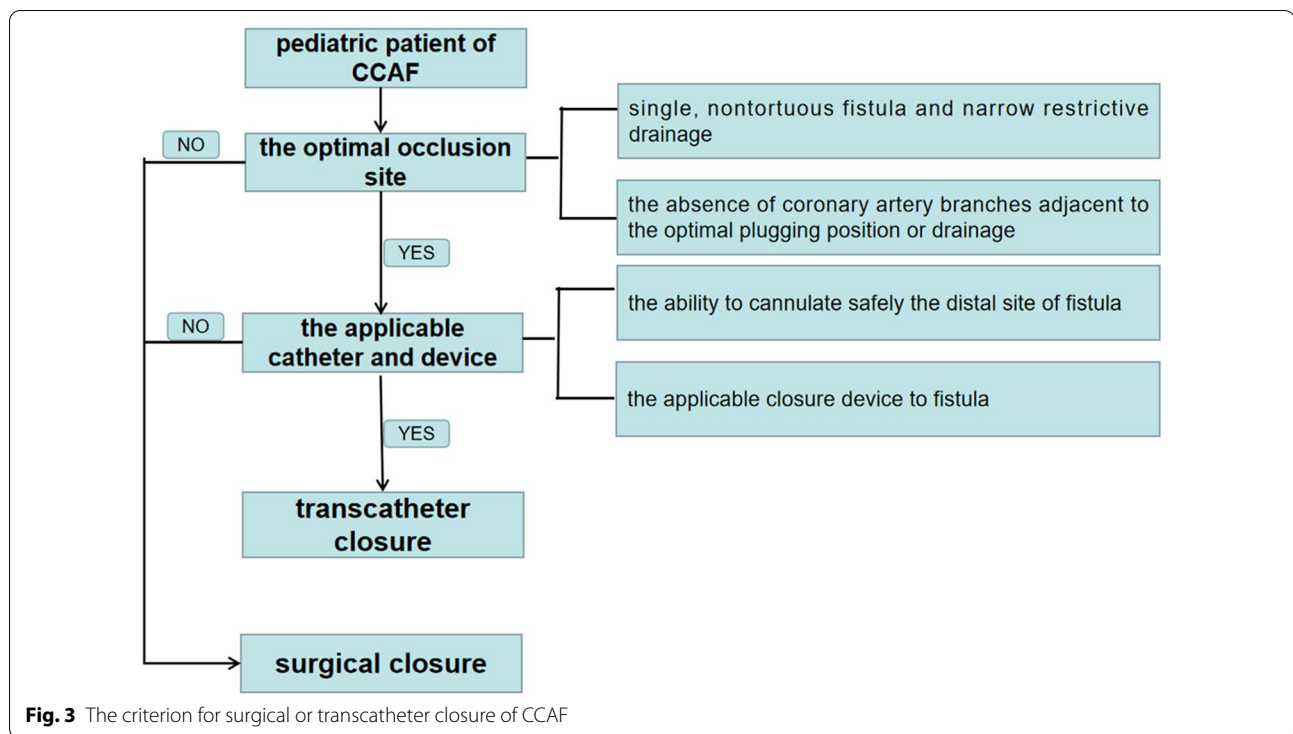 pediatric patient of
CCAF
single, nontortuous fistula and narrow restrictive
drainage
NO
the optimal occlusion
site
the absence of coronary artery branches adjacent to
the optimal plugging position or drainage
YES
the ability to cannulate safely the distal site of fistula
NO
the applicable
catheter and device
the applicable closure device to fistula
YES
transcatheter
closure
surgical closure
Fig. 3 The criterion for surgical or transcatheter closure of CCAF